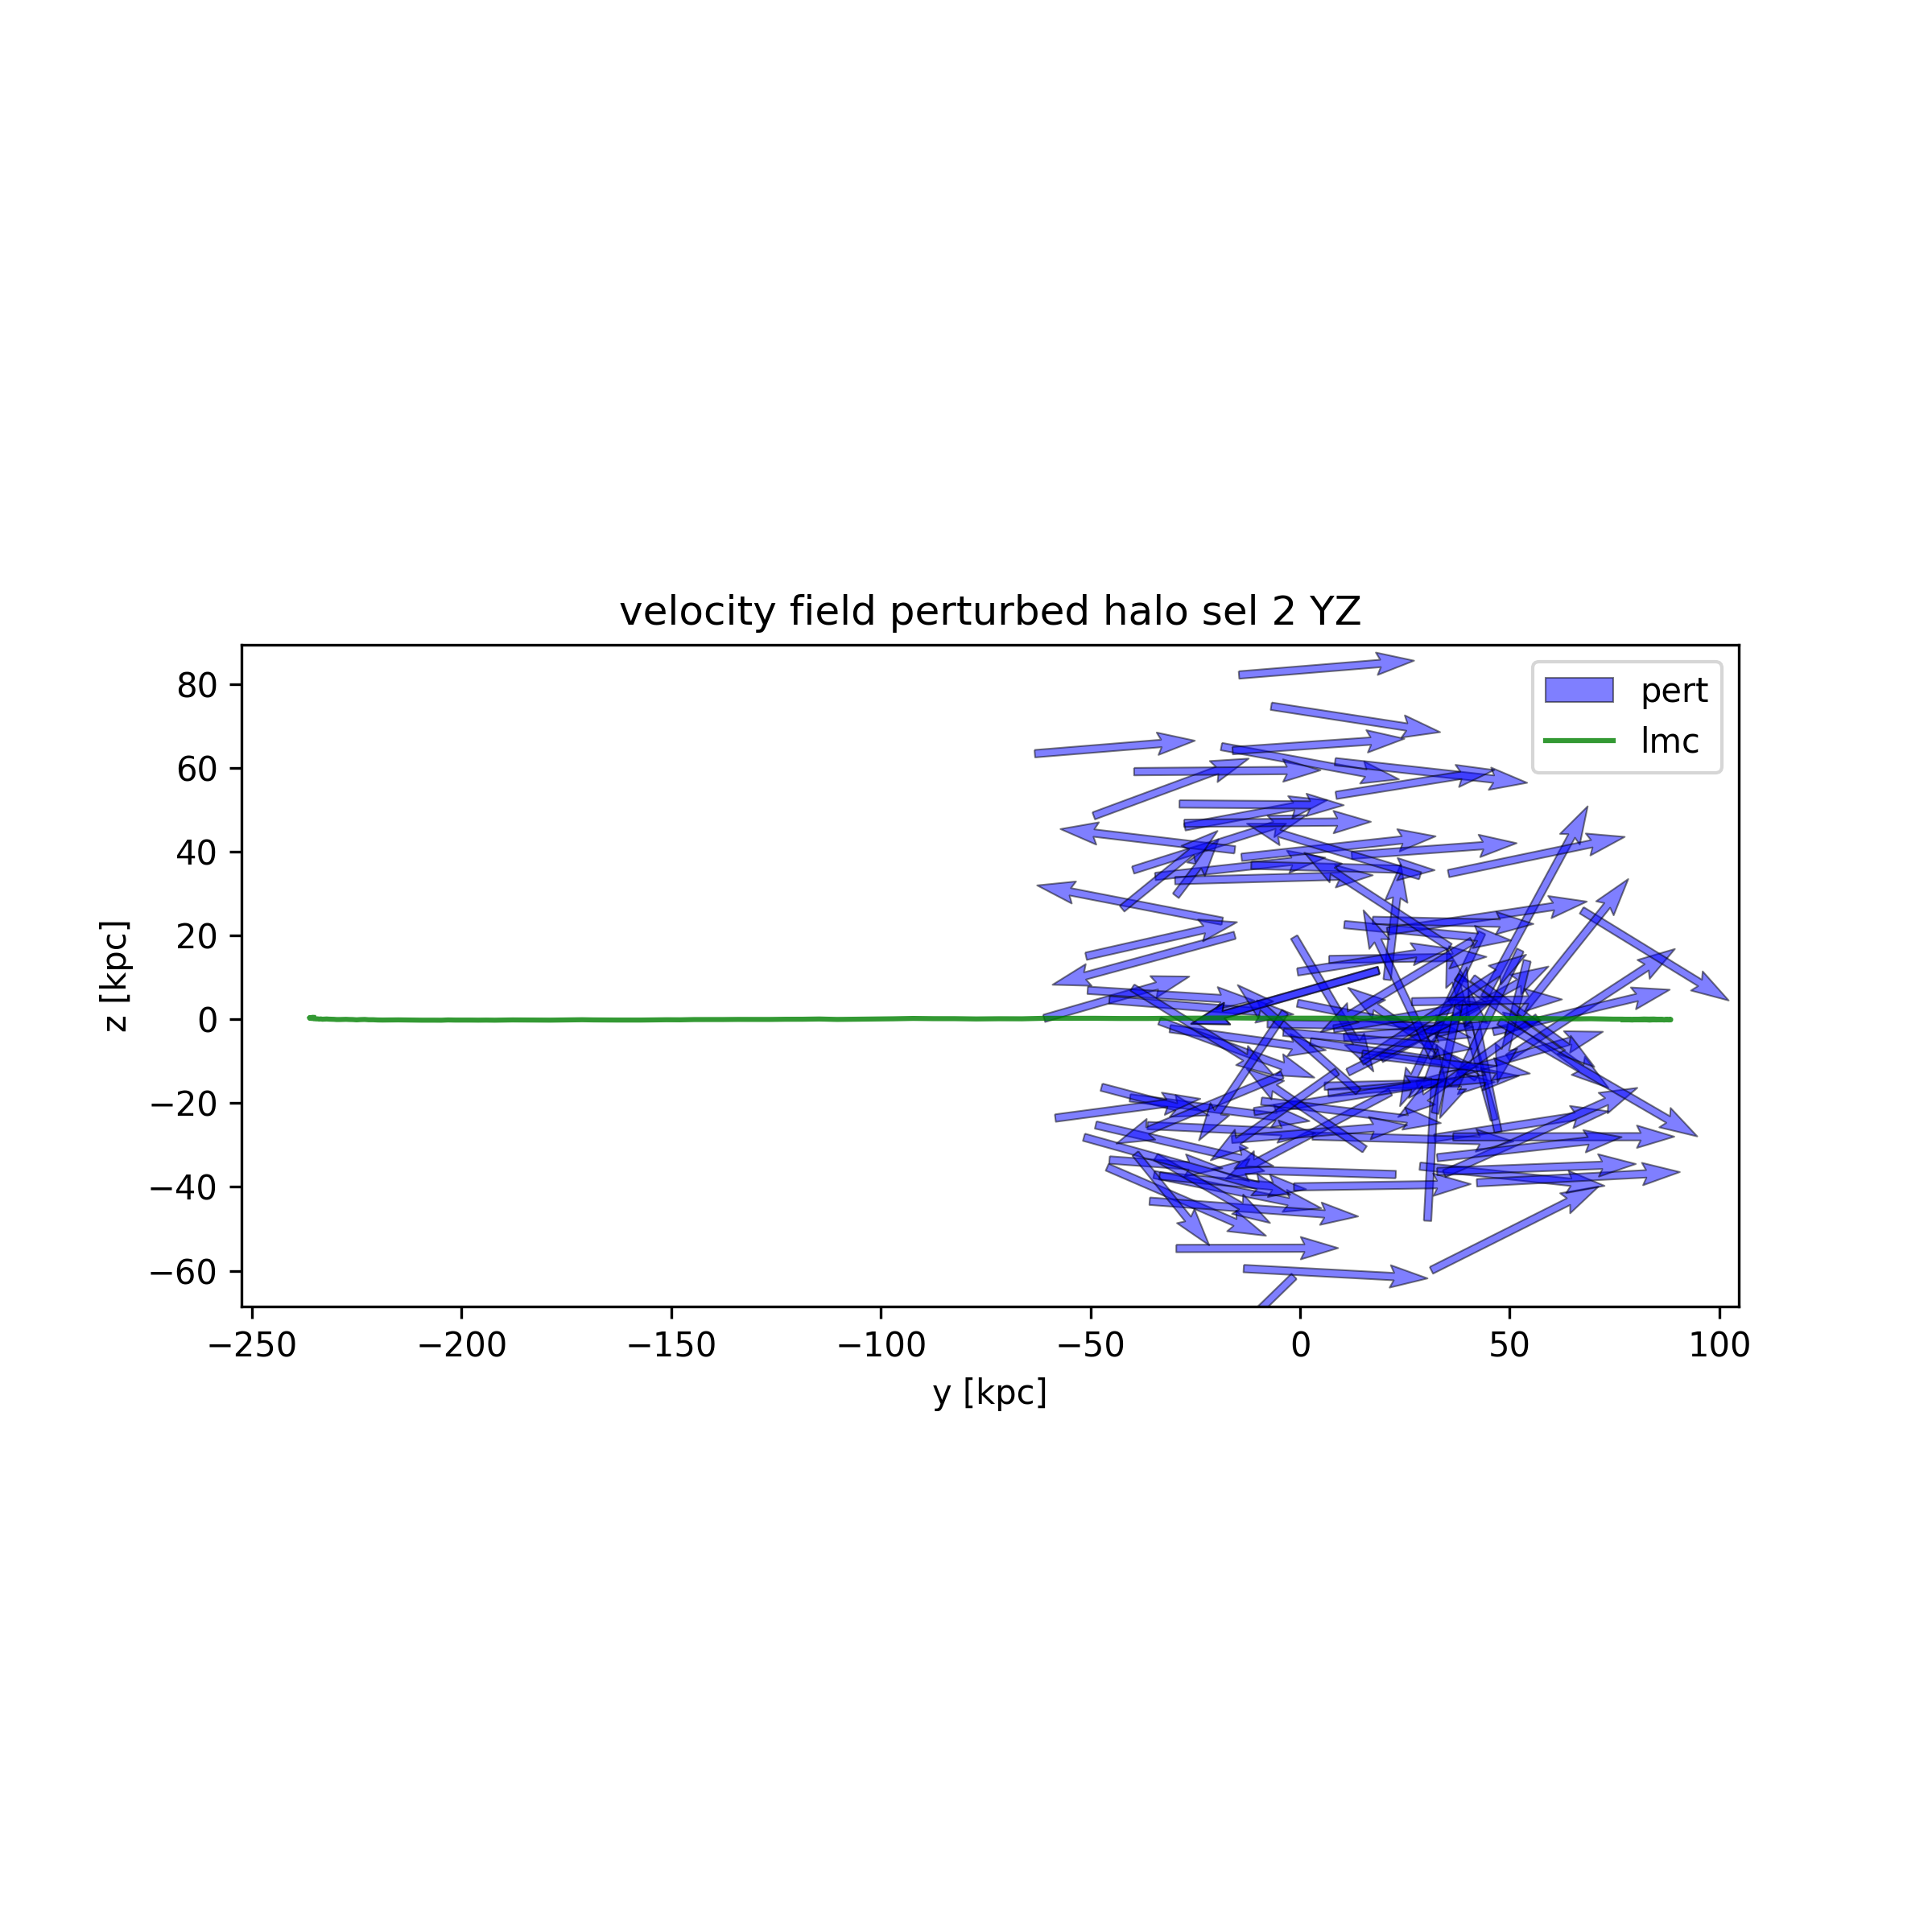 velocity field perturbed halo sel 2 YZ
pert
lmc
80
60
40
20
0
−20
−40
−60
z [kpc]
−250 −200 −150 −100 −50 0 50 100
y [kpc]